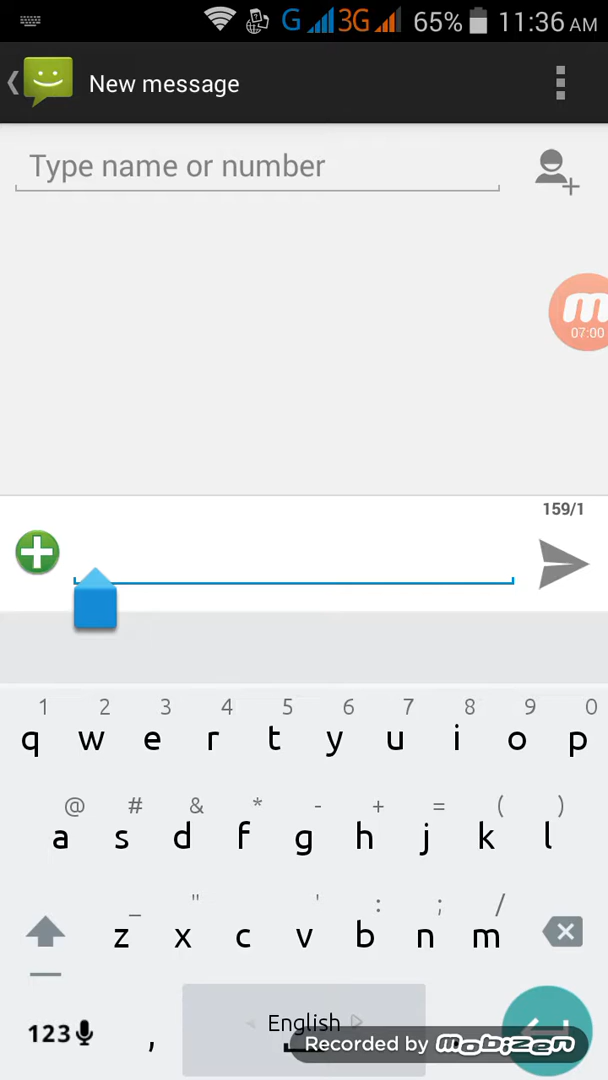 G 3G 65% 11:36 AM
New message
Type name or number
m
07:00
159/1
1 2 3 4 5 6 7 8 9 0
q w e r t y u i o p
@ # & * - + = ( )
a s d f g h j k l
_ " ' : ; /
z x c v b n m
123 , English
Recorded by mobizen